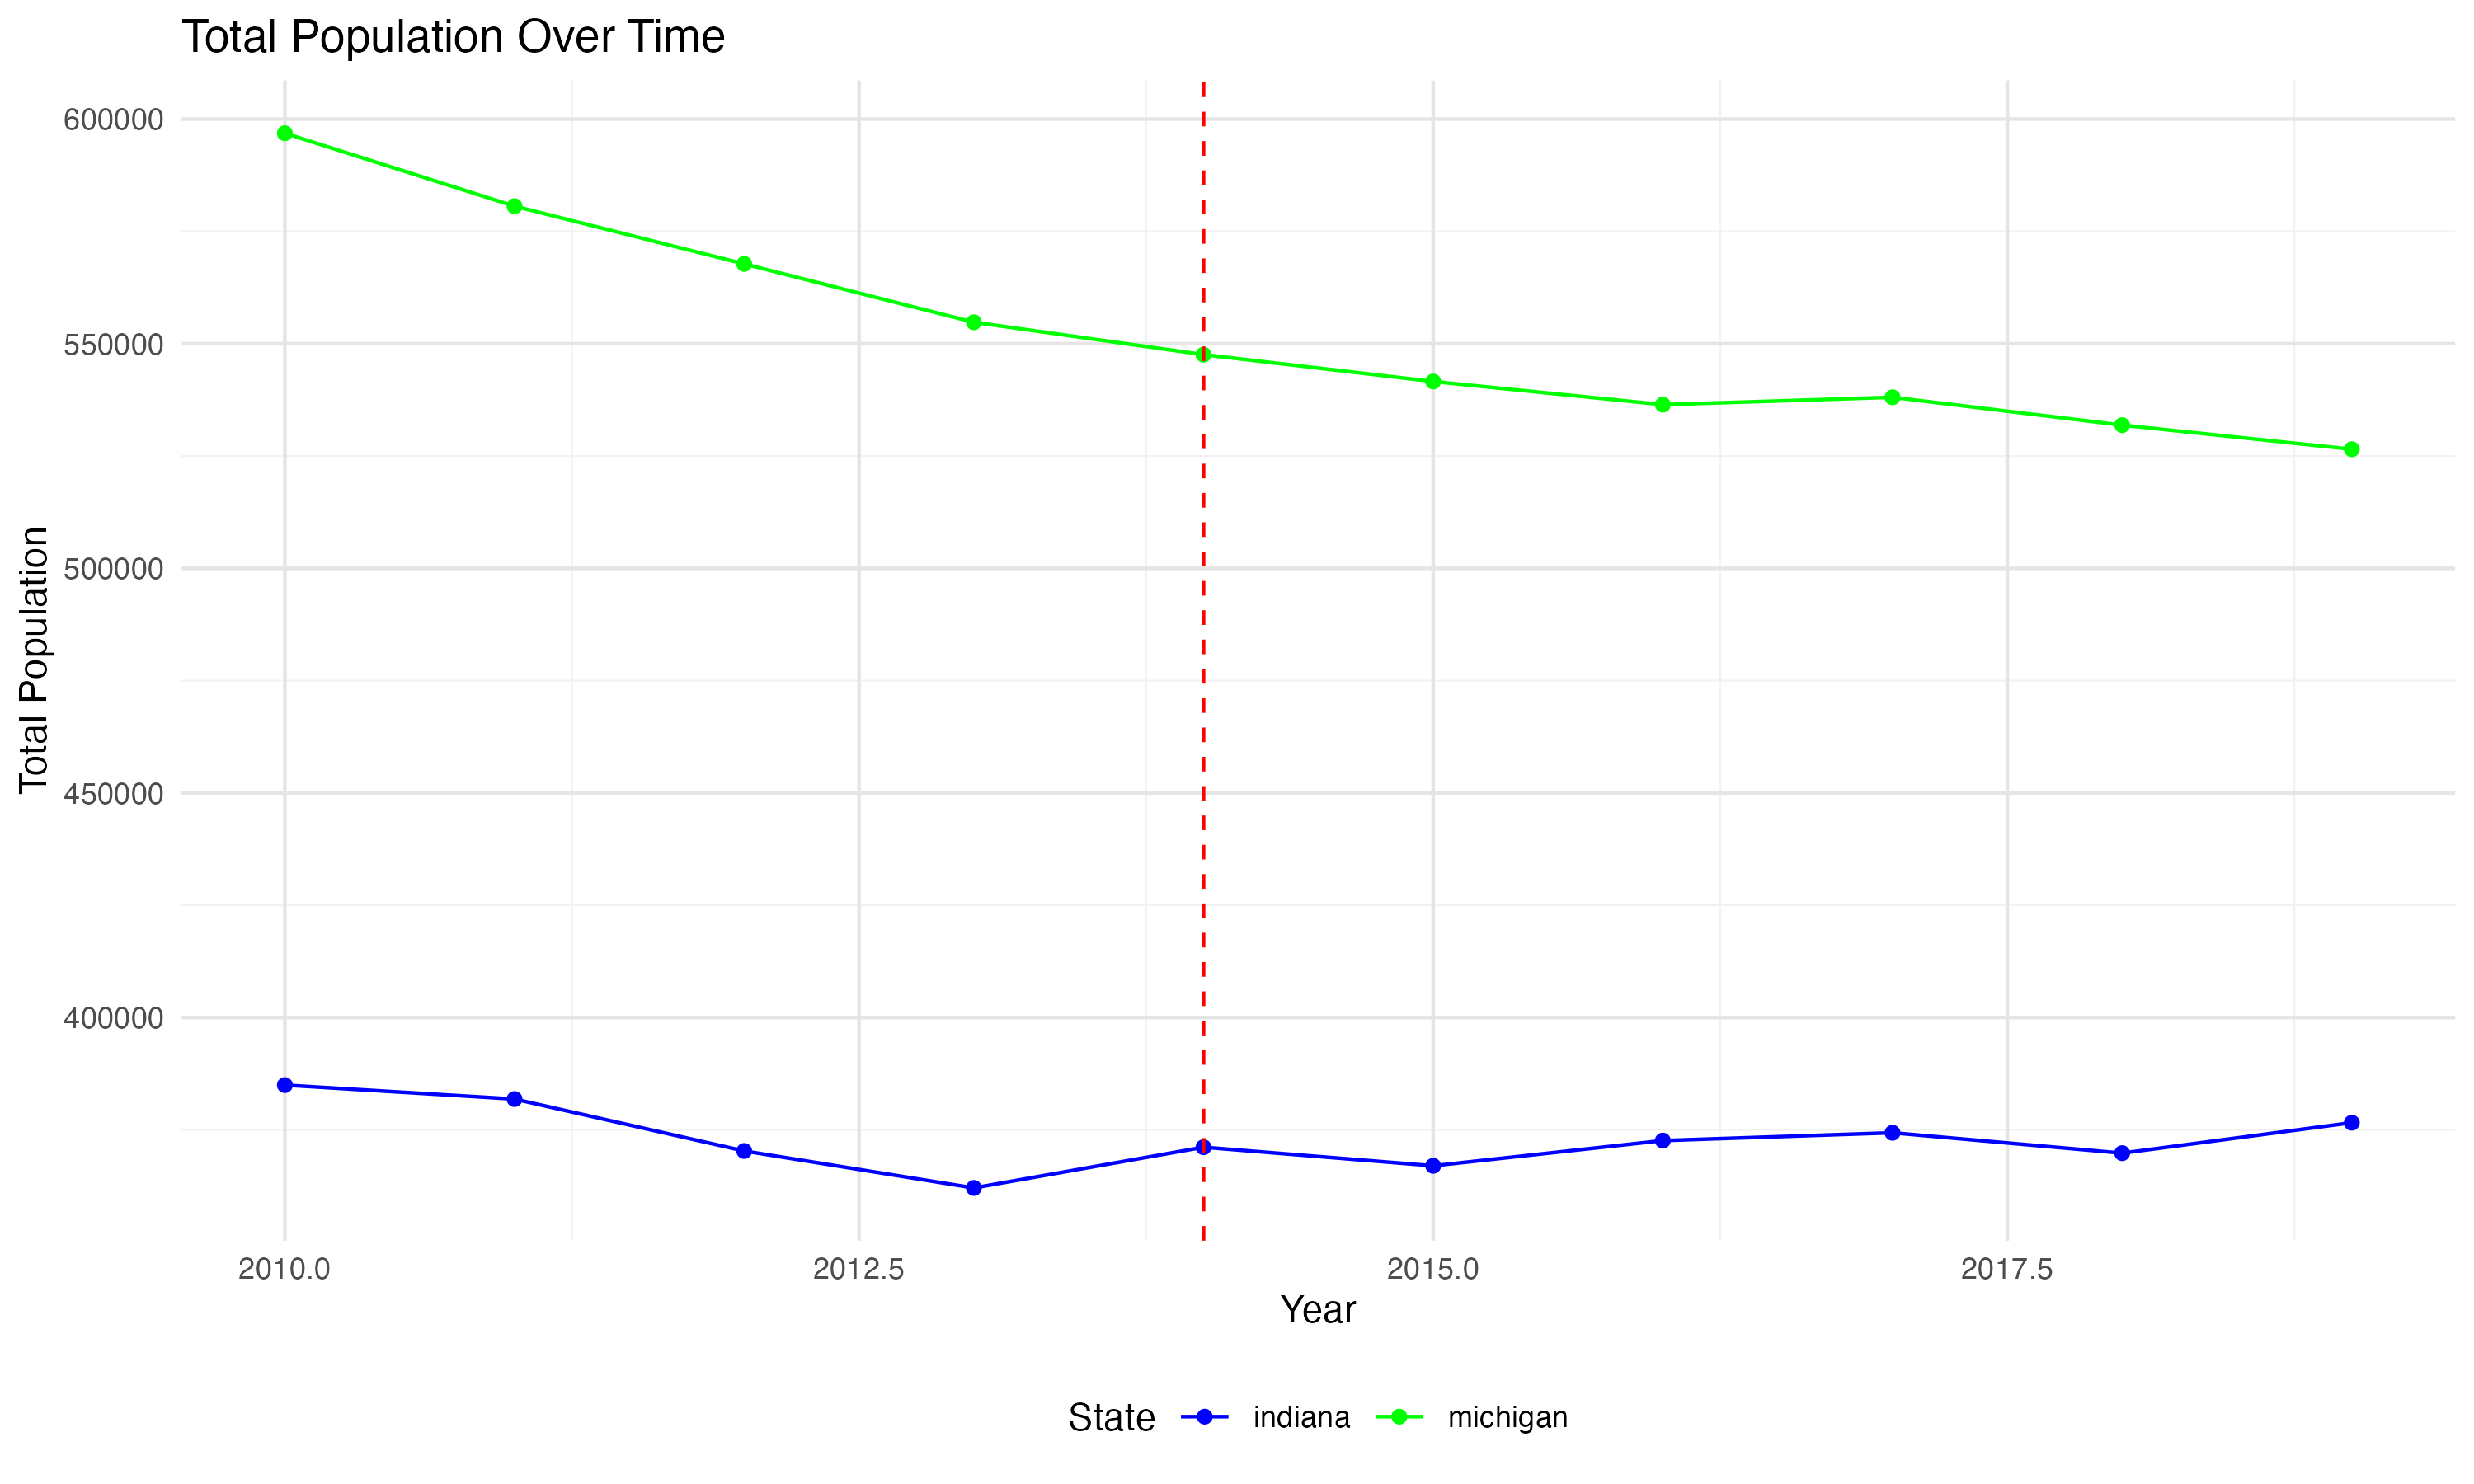 Total Population Over Time
Total Population
600000
550000
500000
450000
400000
2010.0 2012.5 2015.0 2017.5
Year
State indiana michigan